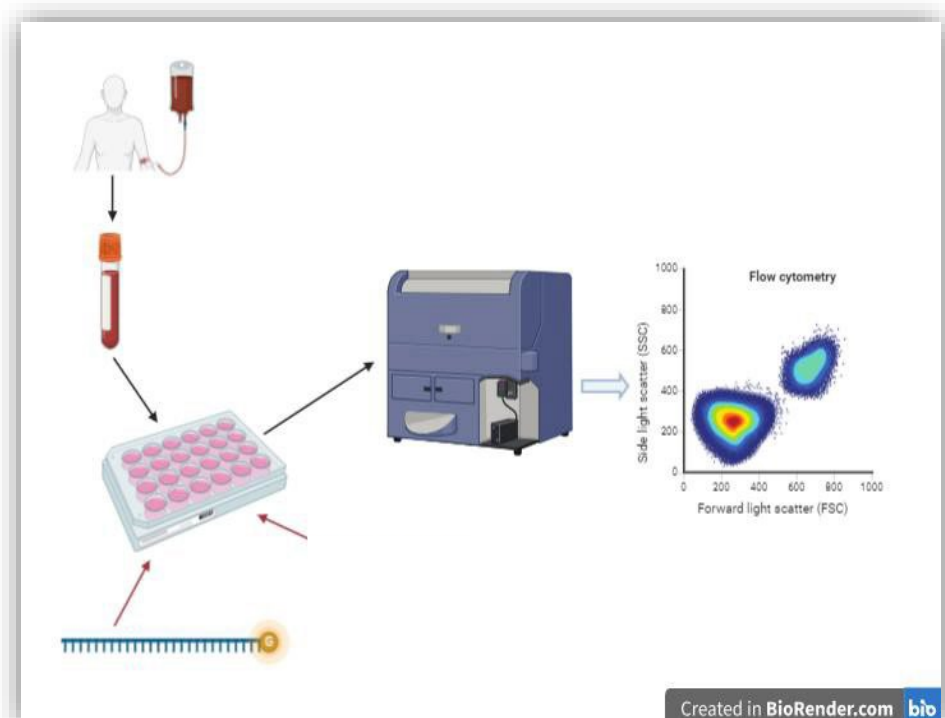 Flow cytometry
Side light scatter (SSC)
1000
800
600
400
200
0
0 200 400 600 800 1000
Forward light scatter (FSC)
G
Created in BioRender.com bio